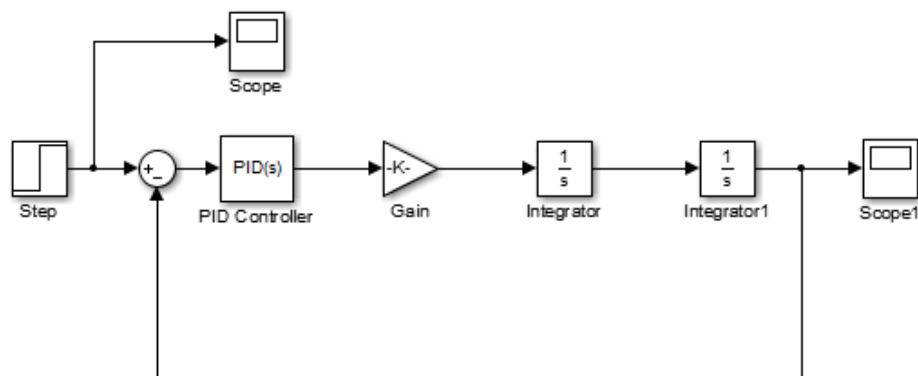 Scope
+
−
PID(s)
-K-
1
s
1
s
Step
PID Controller
Gain
Integrator
Integrator1
Scope1